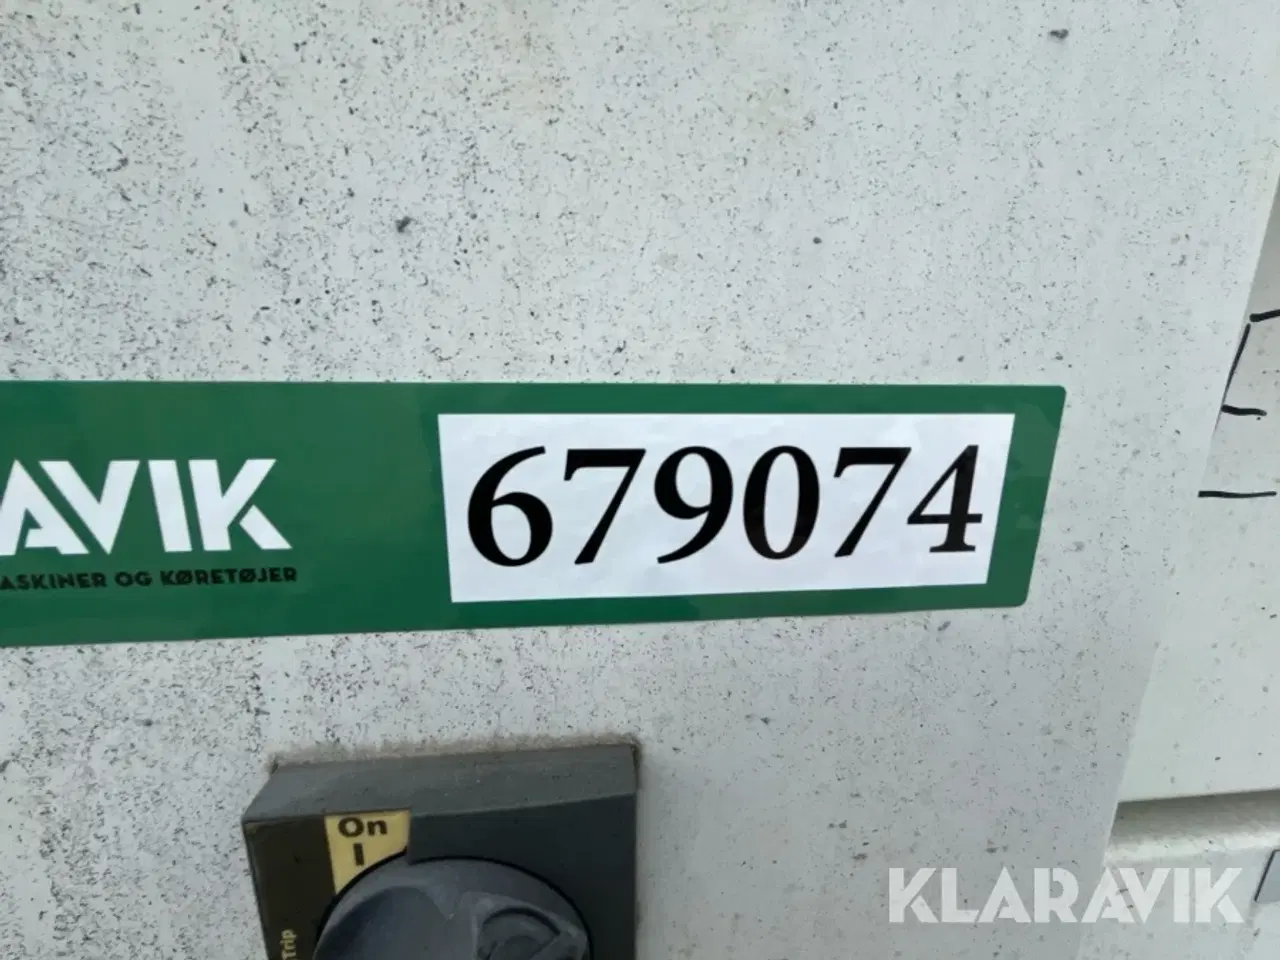 AVIK 679074
ASKINER OG KØRETØJER
On
I
Trip
KLARAVIK